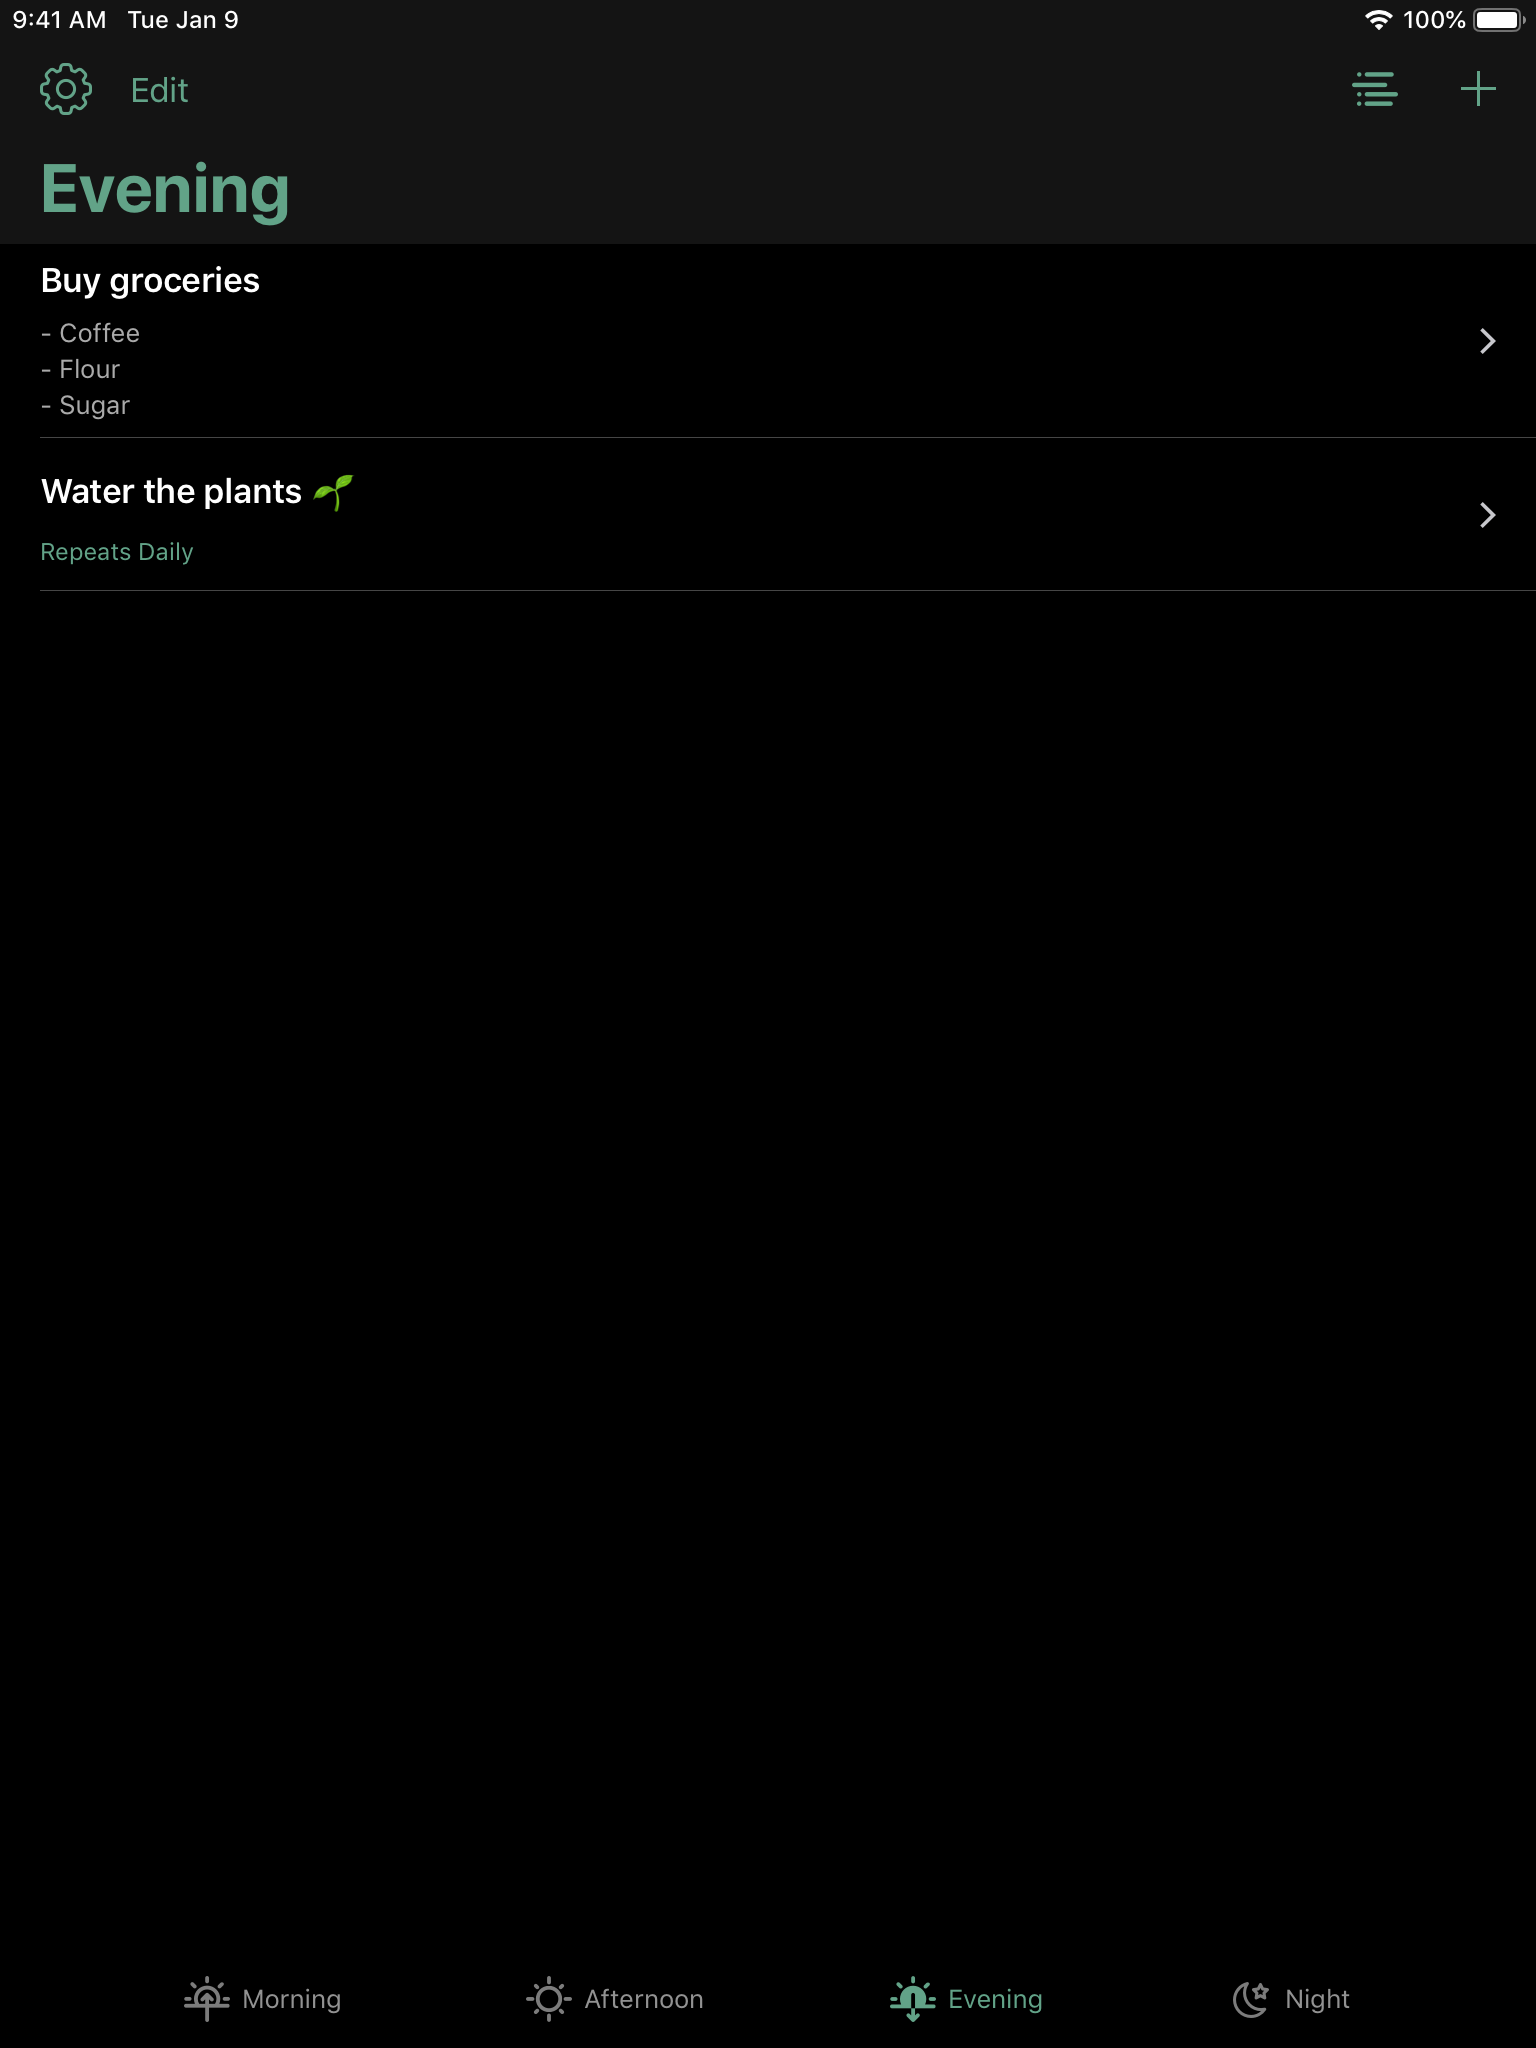 9:41 AM Tue Jan 9 100%
Edit
Evening
Buy groceries
- Coffee
- Flour
- Sugar
Water the plants 🌱
Repeats Daily
Morning Afternoon Evening Night